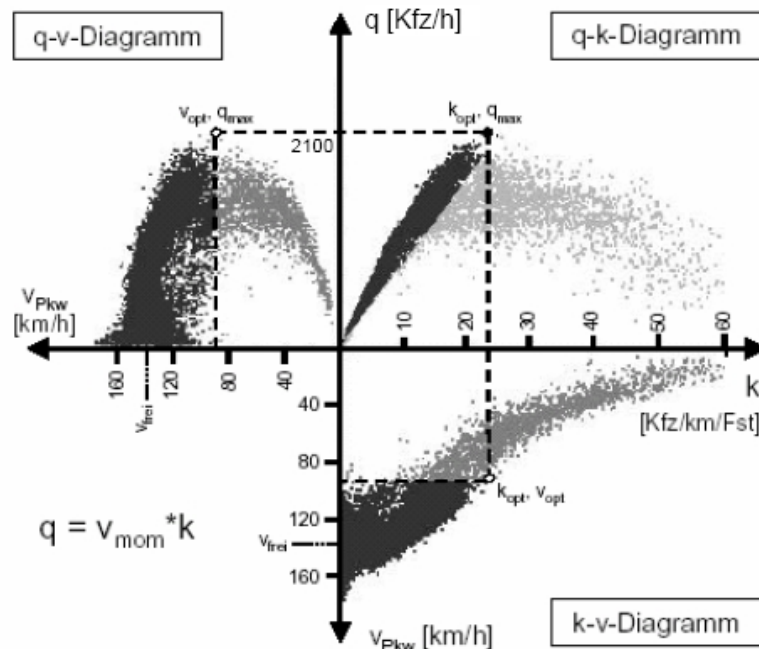 q-v-Diagramm
q [Kfz/h]
q-k-Diagramm
v_opt, q_max
k_opt, q_max
2100
v_Pkw
[km/h]
10 20 30 40 50 60
160 120 80 40
v_frei
k
[Kfz/km/Fst]
40
80
k_opt, v_opt
120
q = v_mom*k
v_frei
160
v_Pkw [km/h]
k-v-Diagramm